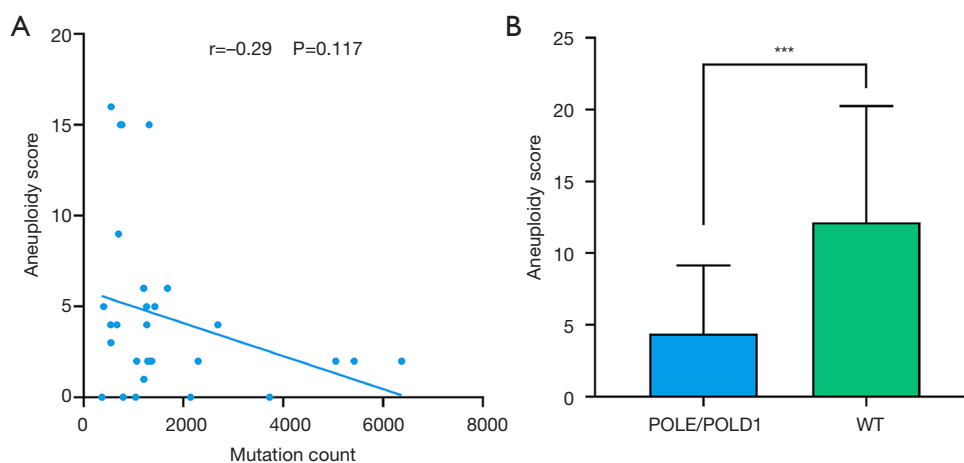 A
r=–0.29 P=0.117
Aneuploidy score
20
15
10
5
0
0 2000 4000 6000 8000
Mutation count
B
***
Aneuploidy score
25
20
15
10
5
0
POLE/POLD1 WT